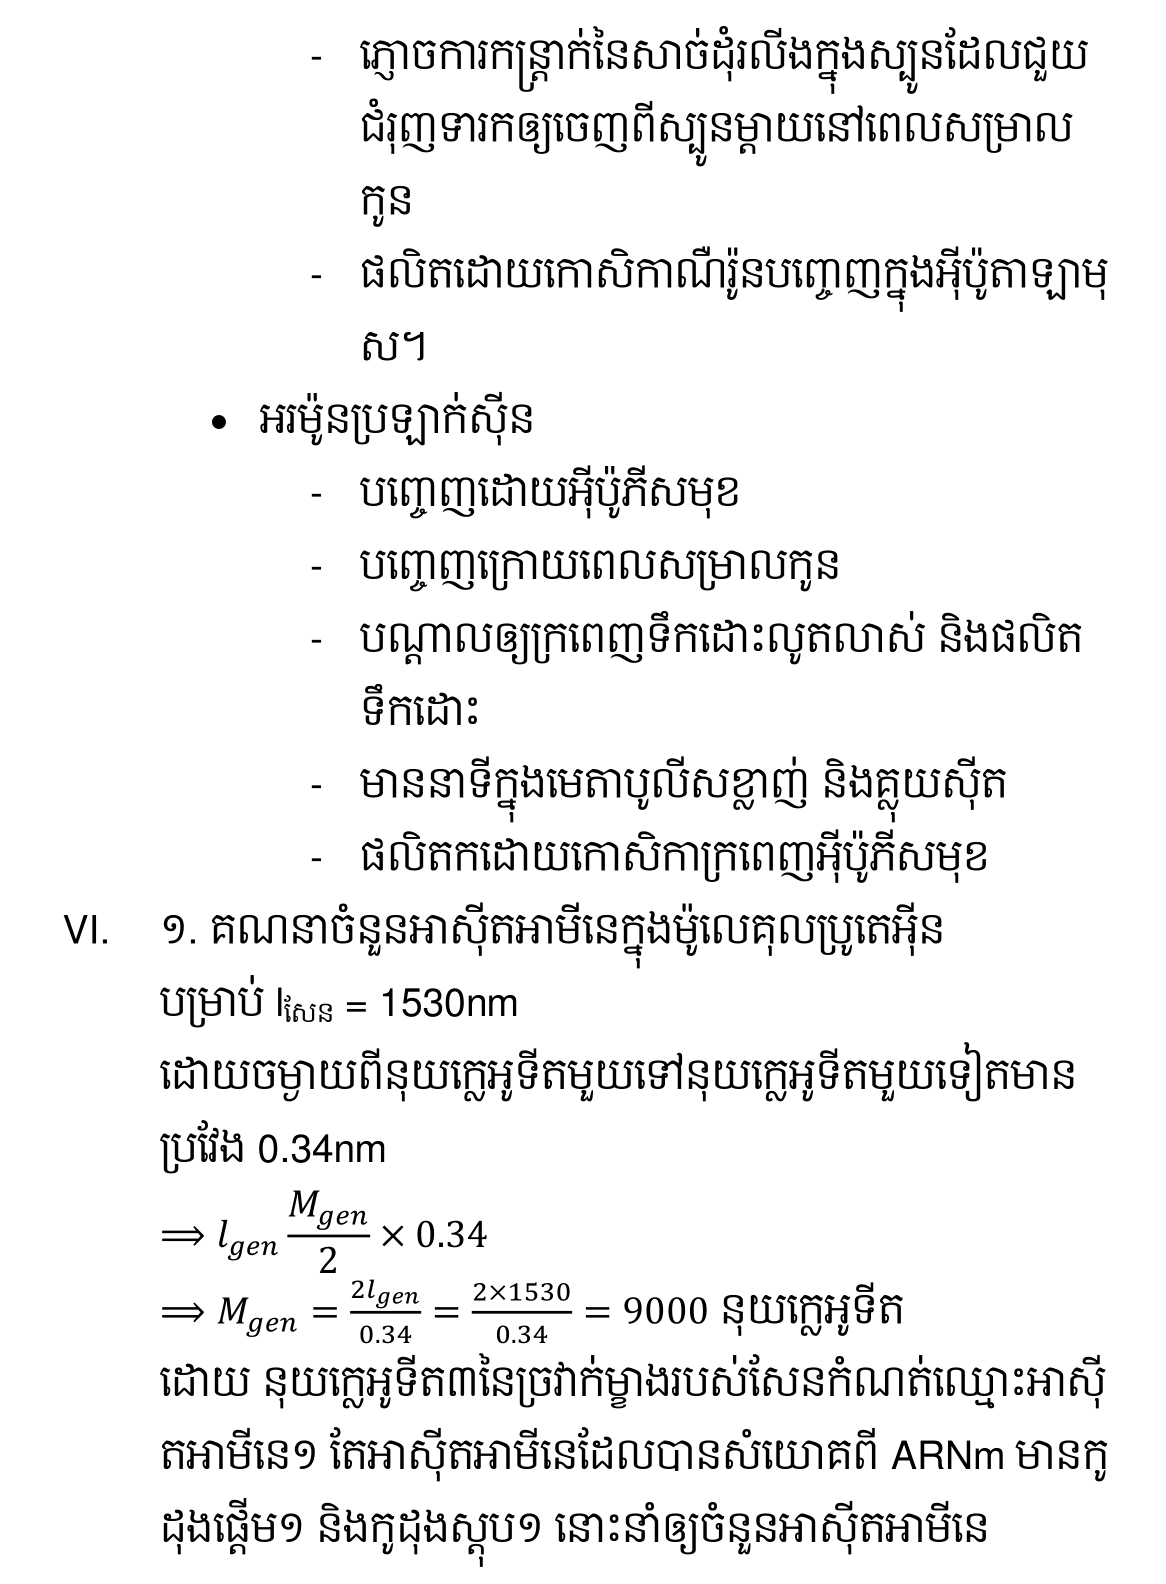 - ភ្ញោចការកន្ត្រាក់នៃសាច់ដុំរលីងក្នុងស្បូនដែលជួយ
ជំរុញទារកឲ្យចេញពីស្បូនម្តាយនៅពេលសម្រាល
កូន
- ផលិតដោយកោសិកាណឺរ៉ូនបញ្ចេញក្នុងអ៊ីប៉ូតាឡាមុ
ស។
• អរម៉ូនប្រឡាក់ស៊ីន
- បញ្ចេញដោយអ៊ីប៉ូភីសមុខ
- បញ្ចេញក្រោយពេលសម្រាលកូន
- បណ្តាលឲ្យក្រពេញទឹកដោះលូតលាស់ និងផលិត
ទឹកដោះ
- មាននាទីក្នុងមេតាបូលីសខ្លាញ់ និងគ្លុយស៊ីត
- ផលិតកដោយកោសិកាក្រពេញអ៊ីប៉ូភីសមុខ
VI. ១. គណនាចំនួនអាស៊ីតអាមីនេក្នុងម៉ូលេគុលប្រូតេអ៊ីន
បម្រាប់ lសែន = 1530nm
ដោយចម្ងាយពីនុយក្លេអូទីតមួយទៅនុយក្លេអូទីតមួយទៀតមាន
ប្រវែង 0.34nm
⟹ l_gen M_gen/2 × 0.34
⟹ M_gen = 2l_gen/0.34 = 2×1530/0.34 = 9000 នុយក្លេអូទីត
ដោយ នុយក្លេអូទីត៣នៃច្រវាក់ម្ខាងរបស់សែនកំណត់ឈ្មោះអាស៊ី
តអាមីនេ១ តែអាស៊ីតអាមីនេដែលបានសំយោគពី ARNm មានកូ
ដុងផ្តើម១ និងកូដុងស្តុប១ នោះនាំឲ្យចំនួនអាស៊ីតអាមីនេ